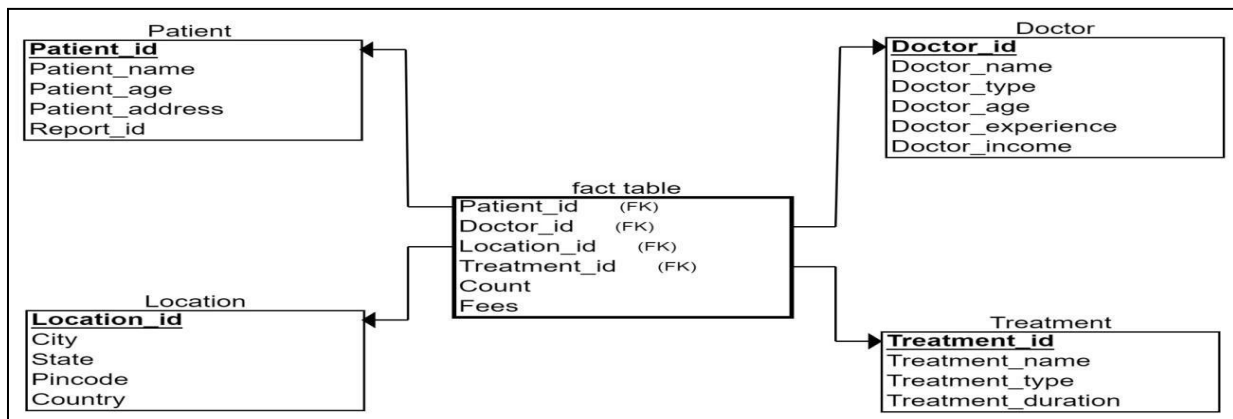 Patient
Patient_id
Patient_name
Patient_age
Patient_address
Report_id
Doctor
Doctor_id
Doctor_name
Doctor_type
Doctor_age
Doctor_experience
Doctor_income
fact table
Patient_id (FK)
Doctor_id (FK)
Location_id (FK)
Treatment_id (FK)
Count
Fees
Location
Location_id
City
State
Pincode
Country
Treatment
Treatment_id
Treatment_name
Treatment_type
Treatment_duration